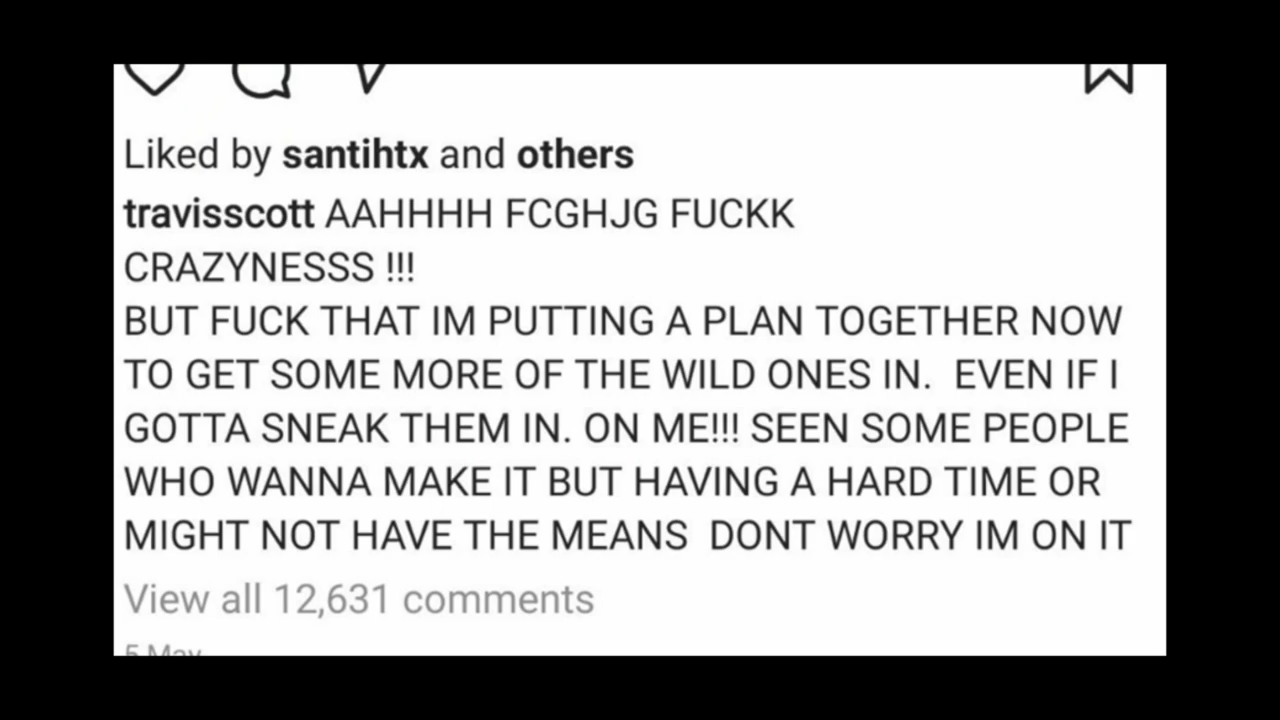 Liked by santihtx and others
travisscott AAHHHH FCGHJG FUCKK
CRAZYNESSS !!!
BUT FUCK THAT IM PUTTING A PLAN TOGETHER NOW
TO GET SOME MORE OF THE WILD ONES IN.  EVEN IF I
GOTTA SNEAK THEM IN. ON ME!!! SEEN SOME PEOPLE
WHO WANNA MAKE IT BUT HAVING A HARD TIME OR
MIGHT NOT HAVE THE MEANS  DONT WORRY IM ON IT
View all 12,631 comments
5 May